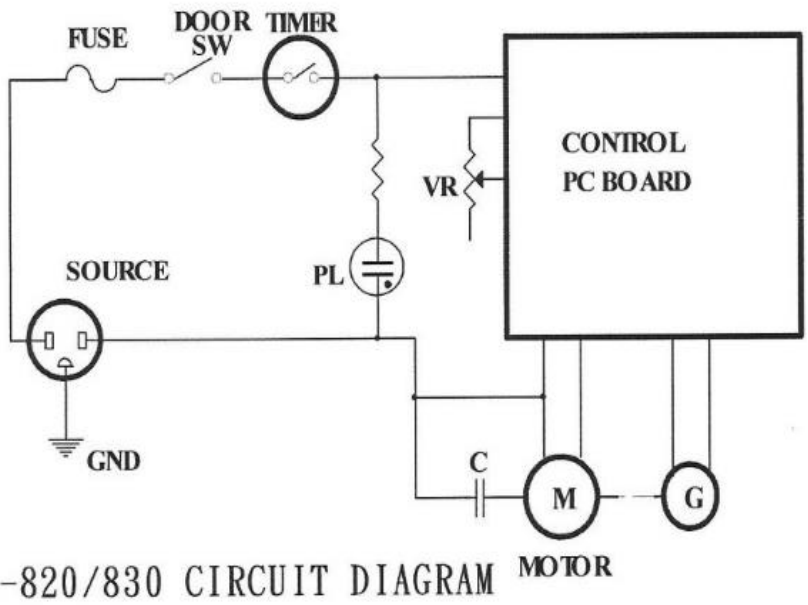 FUSE
DOOR
SW
TIMER
CONTROL
PC BOARD
VR
SOURCE
PL
GND
C
M
G
MOTOR
-820/830 CIRCUIT DIAGRAM